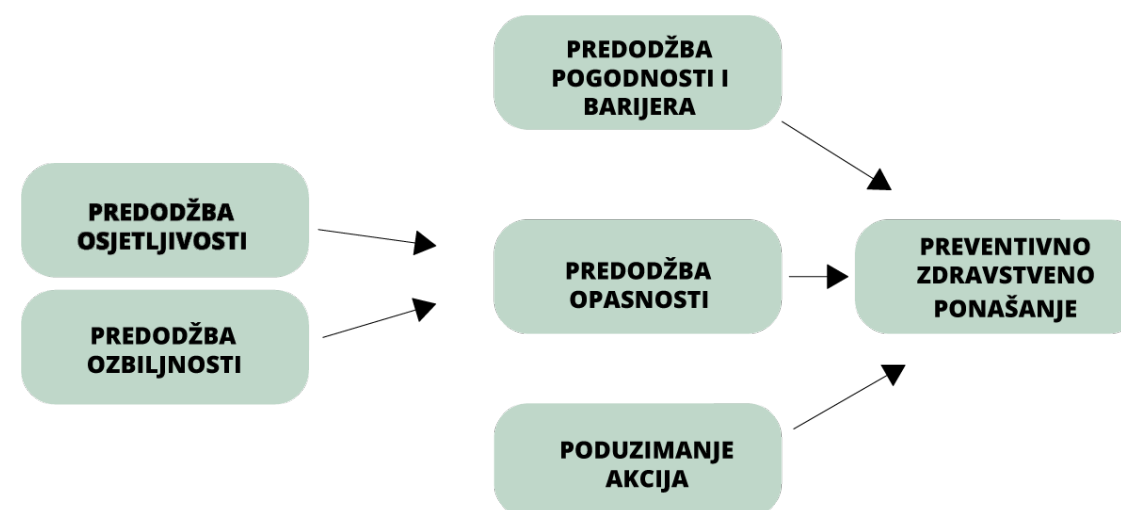 PREDODŽBA
POGODNOSTI I
BARIJERA
PREDODŽBA
OSJETLJIVOSTI
PREDODŽBA
OZBILJNOSTI
PREDODŽBA
OPASNOSTI
PREVENTIVNO
ZDRAVSTVENO
PONAŠANJE
PODUZIMANJE
AKCIJA